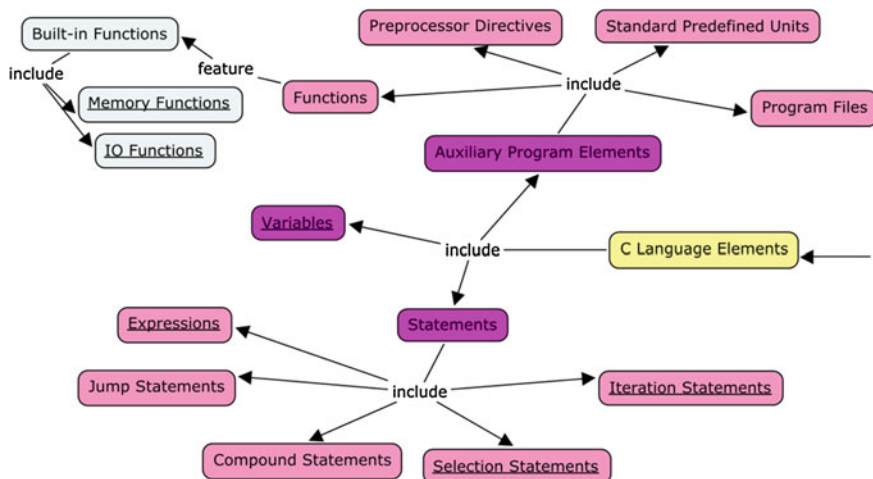 Preprocessor Directives
Standard Predefined Units
Built-in Functions
include
feature
include
Functions
Memory Functions
Program Files
IO Functions
Auxiliary Program Elements
Variables
include
C Language Elements
Expressions
Statements
Jump Statements
include
Iteration Statements
Compound Statements
Selection Statements